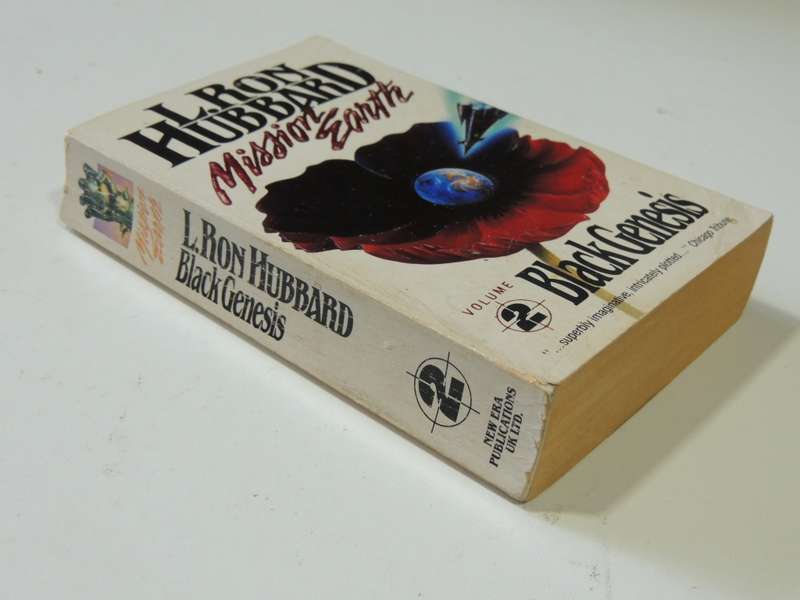 L. RON
HUBBARD
Mission
Earth
VOLUME
2
Black Genesis
"...superbly imaginative, intricately plotted...." Chicago Tribune
Mission
Earth
L. RON HUBBARD
Black Genesis
2
NEW ERA
PUBLICATIONS
UK LTD.